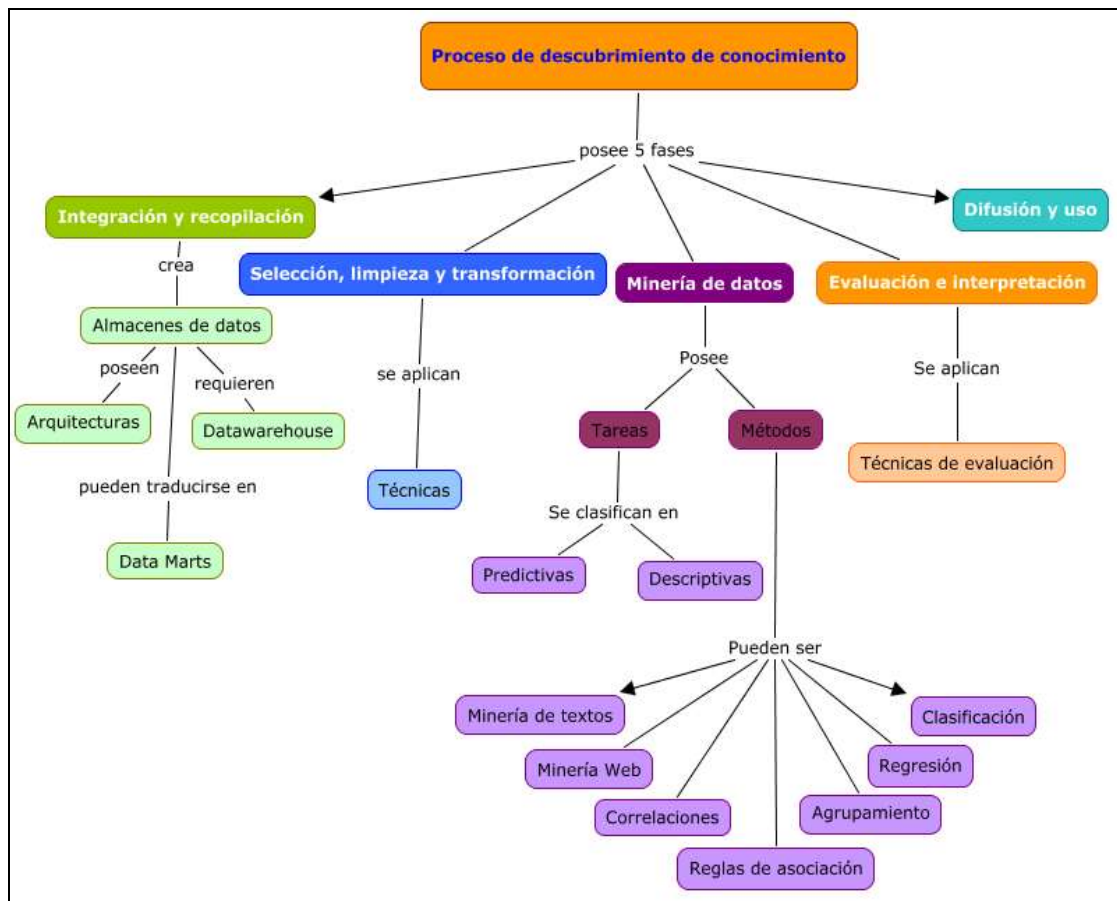 Proceso de descubrimiento de conocimiento
posee 5 fases
Integración y recopilación
Difusión y uso
crea
Selección, limpieza y transformación
Minería de datos
Evaluación e interpretación
Almacenes de datos
poseen
requieren
Arquitecturas
Datawarehouse
pueden traducirse en
Data Marts
se aplican
Técnicas
Posee
Tareas
Métodos
Se clasifican en
Predictivas
Descriptivas
Se aplican
Técnicas de evaluación
Pueden ser
Minería de textos
Clasificación
Minería Web
Regresión
Correlaciones
Agrupamiento
Reglas de asociación